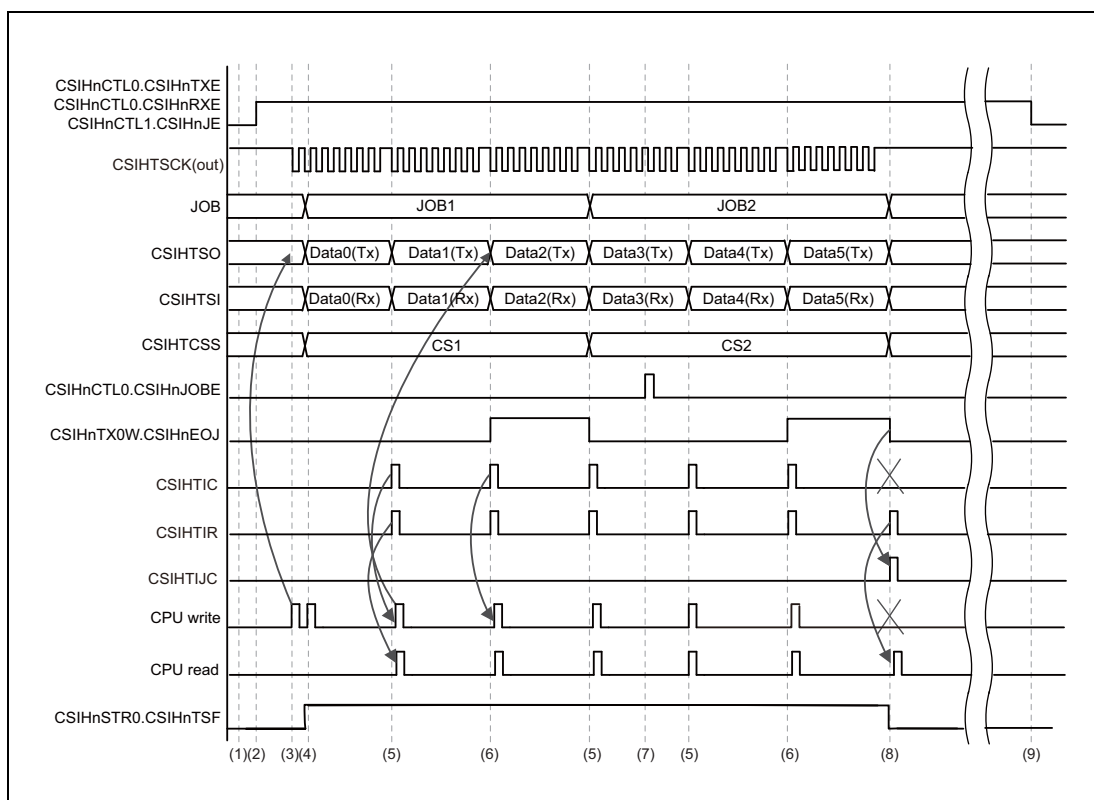 CSIHnCTL0.CSIHnTXE
CSIHnCTL0.CSIHnRXE
CSIHnCTL1.CSIHnJE
CSIHTSCK(out)
JOB JOB1 JOB2
CSIHTSO Data0(Tx) Data1(Tx) Data2(Tx) Data3(Tx) Data4(Tx) Data5(Tx)
CSIHTSI Data0(Rx) Data1(Rx) Data2(Rx) Data3(Rx) Data4(Rx) Data5(Rx)
CSIHTCSS CS1 CS2
CSIHnCTL0.CSIHnJOBE
CSIHnTX0W.CSIHnEOJ
CSIHTIC
CSIHTIR
CSIHTIJC
CPU write
CPU read
CSIHnSTR0.CSIHnTSF
(1)(2) (3)(4) (5) (6) (5) (7) (5) (6) (8) (9)